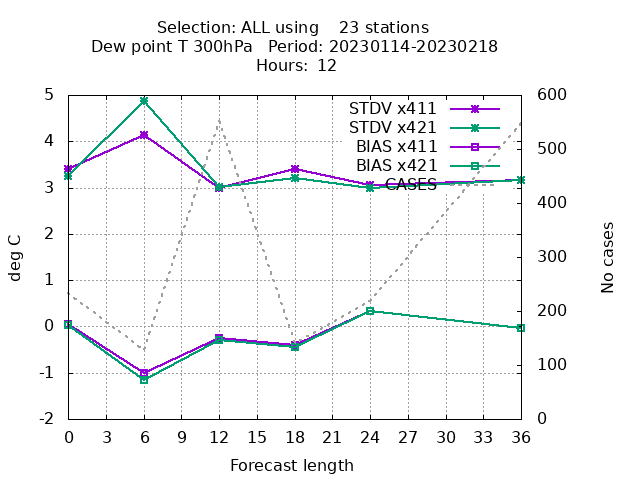 Selection: ALL using    23 stations
Dew point T 300hPa   Period: 20230114-20230218
Hours: 12
STDV x411
STDV x421
BIAS x411
BIAS x421
CASES
5
4
3
2
1
0
-1
-2
deg C
600
500
400
300
200
100
0
No cases
0 3 6 9 12 15 18 21 24 27 30 33 36
Forecast length